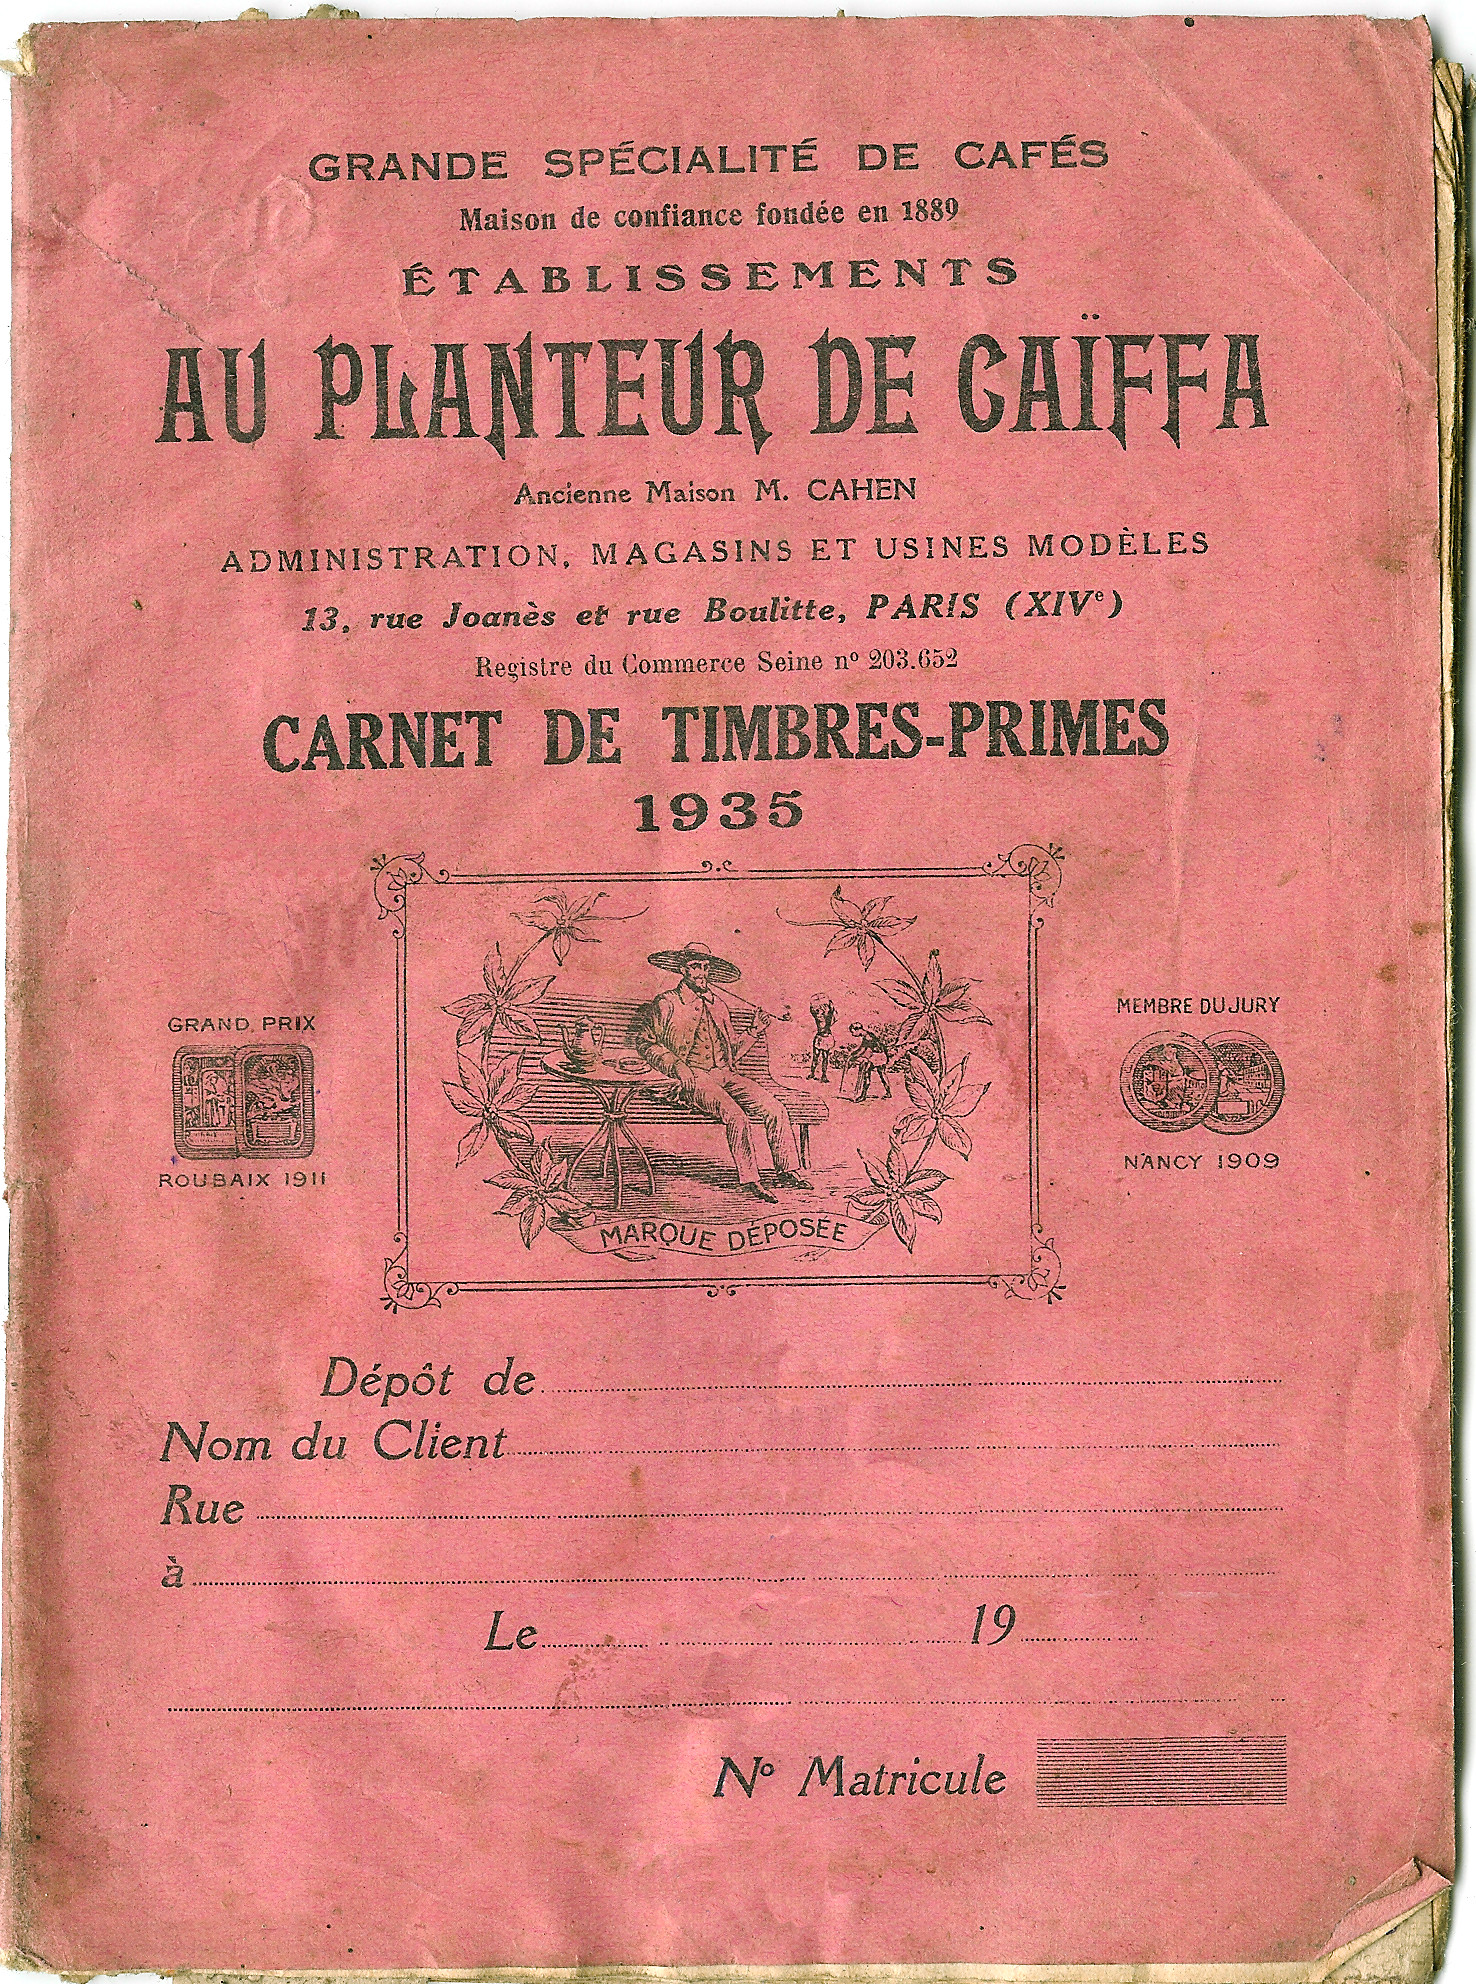 GRANDE SPÉCIALITÉ DE CAFÉS
Maison de confiance fondée en 1889
ÉTABLISSEMENTS
AU PLANTEUR DE CAÏFFA
Ancienne Maison M. CAHEN
ADMINISTRATION, MAGASINS ET USINES MODÈLES
13, rue Joanès et rue Boulitte, PARIS (XIVe)
Registre du Commerce Seine no 203.652
CARNET DE TIMBRES-PRIMES
1935
GRAND PRIX
ROUBAIX 1911
MARQUE DÉPOSÉE
MEMBRE DU JURY
NANCY 1909
Dépôt de
Nom du Client
Rue
à
Le 19
No Matricule